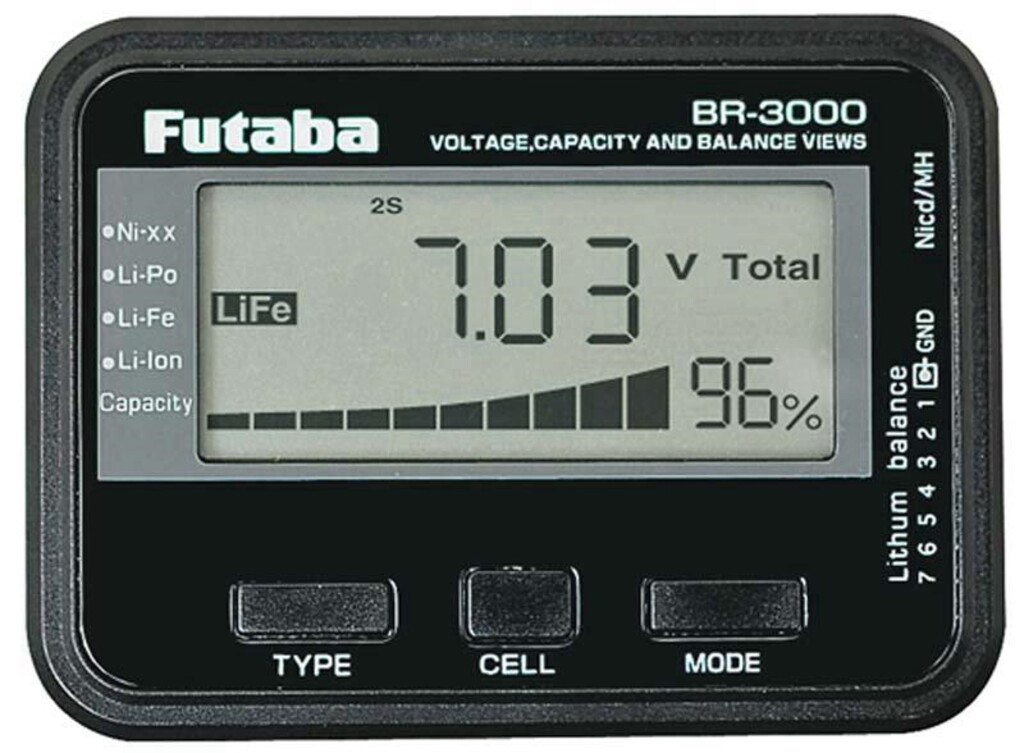 Futaba
BR-3000
VOLTAGE,CAPACITY AND BALANCE VIEWS
Ni-xx
Li-Po
Li-Fe
Li-Ion
Capacity
2S
LiFe
7.03 V Total
96%
Nicd/MH
GND
Lithum balance
7 6 5 4 3 2 1
TYPE
CELL
MODE